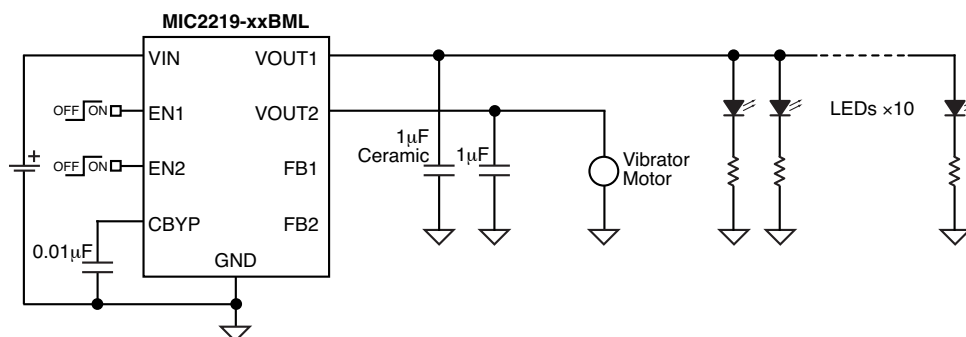 MIC2219-xxBML
VIN
VOUT1
OFF
ON
EN1
VOUT2
LEDs ×10
1µF
Ceramic
1µF
OFF
ON
EN2
FB1
Vibrator
Motor
+
CBYP
FB2
0.01µF
GND